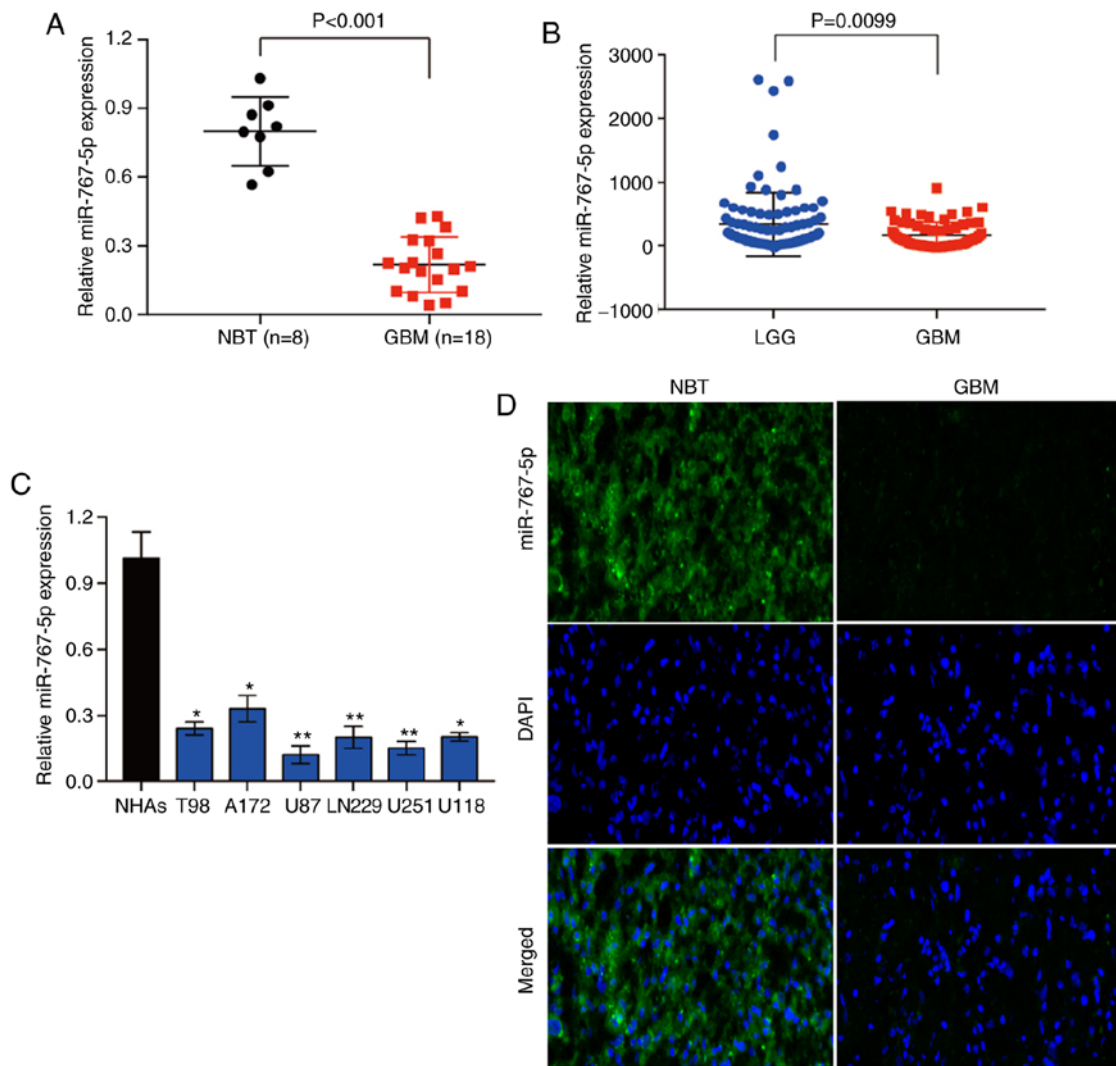 A
P<0.001
Relative miR-767-5p expression
1.2
0.9
0.6
0.3
0.0
NBT (n=8) GBM (n=18)
B
P=0.0099
Relative miR-767-5p expression
3000
2000
1000
0
−1000
LGG GBM
C
Relative miR-767-5p expression
1.2
0.9
0.6
0.3
0.0
* * ** ** ** *
NHAs T98 A172 U87 LN229 U251 U118
D
NBT GBM
miR-767-5p
DAPI
Merged